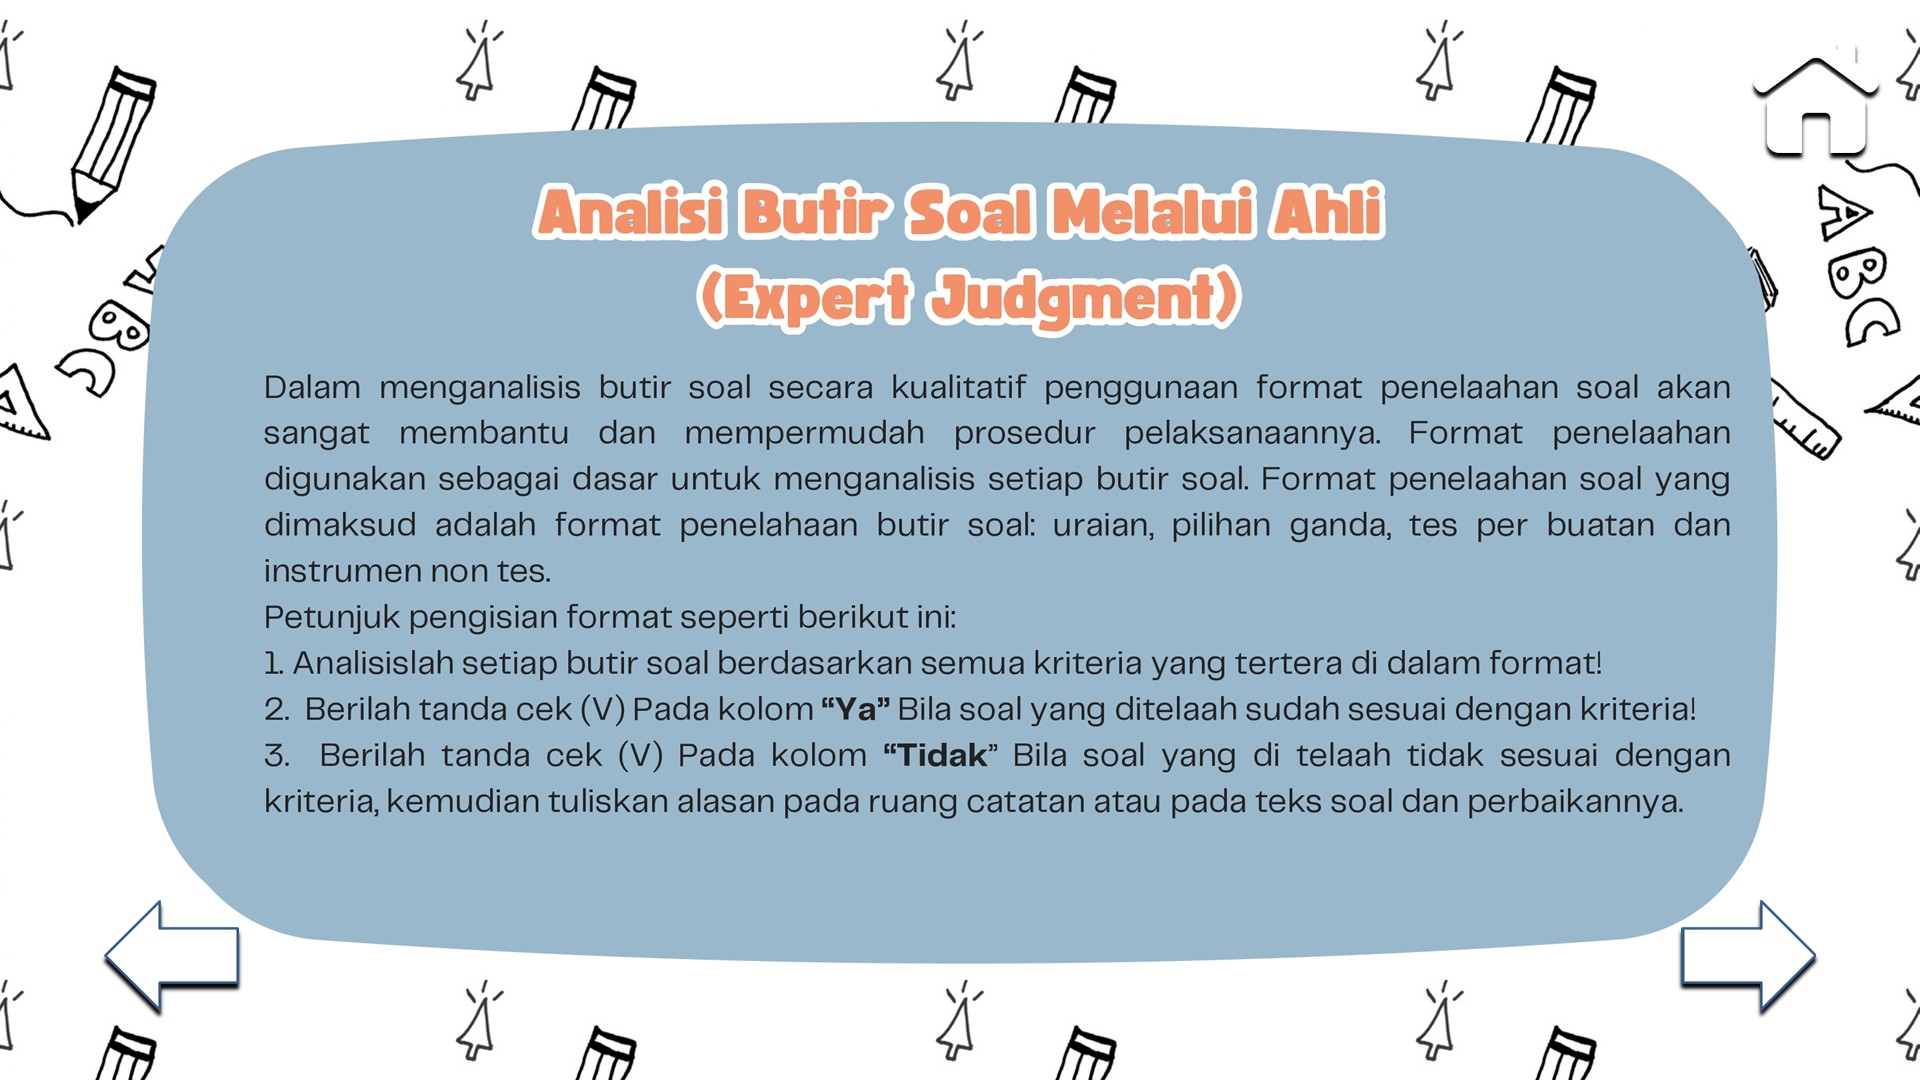 Analisi Butir Soal Melalui Ahli
(Expert Judgment)
Dalam menganalisis butir soal secara kualitatif penggunaan format penelaahan soal akan
sangat membantu dan mempermudah prosedur pelaksanaannya. Format penelaahan
digunakan sebagai dasar untuk menganalisis setiap butir soal. Format penelaahan soal yang
dimaksud adalah format penelahaan butir soal: uraian, pilihan ganda, tes per buatan dan
instrumen non tes.
Petunjuk pengisian format seperti berikut ini:
1. Analisislah setiap butir soal berdasarkan semua kriteria yang tertera di dalam format!
2. Berilah tanda cek (V) Pada kolom “Ya” Bila soal yang ditelaah sudah sesuai dengan kriteria!
3. Berilah tanda cek (V) Pada kolom “Tidak” Bila soal yang di telaah tidak sesuai dengan
kriteria, kemudian tuliskan alasan pada ruang catatan atau pada teks soal dan perbaikannya.
A
B
C
A
B
C